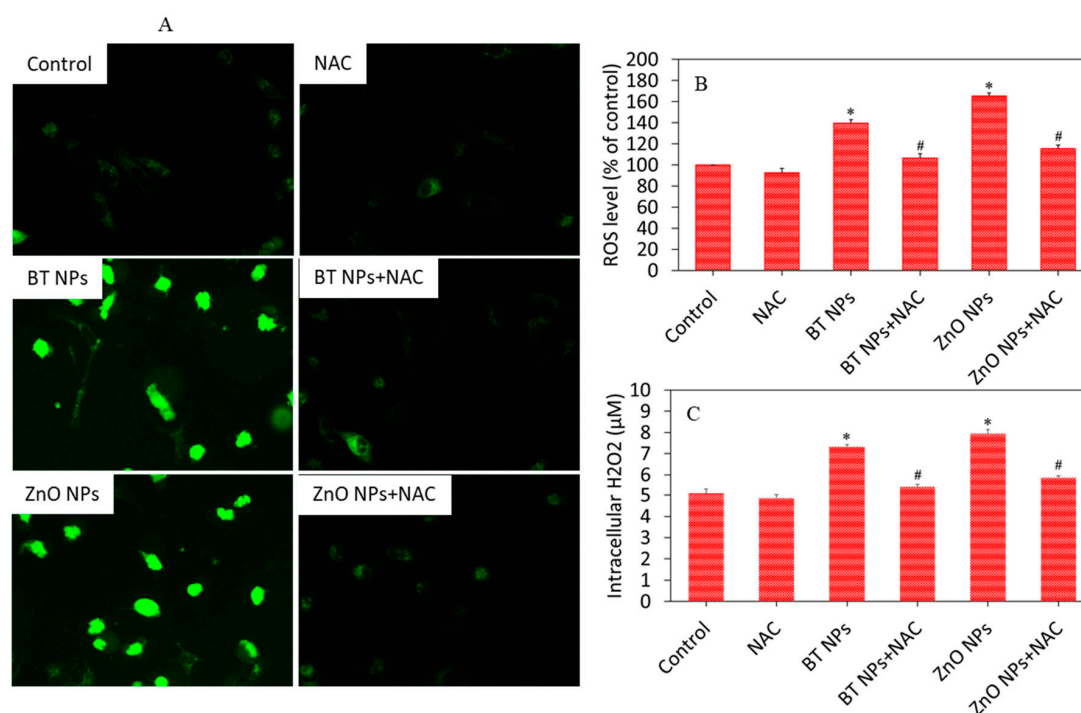 A
Control
NAC
BT NPs
BT NPs+NAC
ZnO NPs
ZnO NPs+NAC
B
ROS level (% of control)
200
180
160
140
120
100
80
60
40
20
0
*
#
*
#
Control
NAC
BT NPs
BT NPs+NAC
ZnO NPs
ZnO NPs+NAC
C
Intracellular H2O2 (µM)
10
9
8
7
6
5
4
3
2
1
0
*
#
*
#
Control
NAC
BT NPs
BT NPs+NAC
ZnO NPs
ZnO NPs+NAC